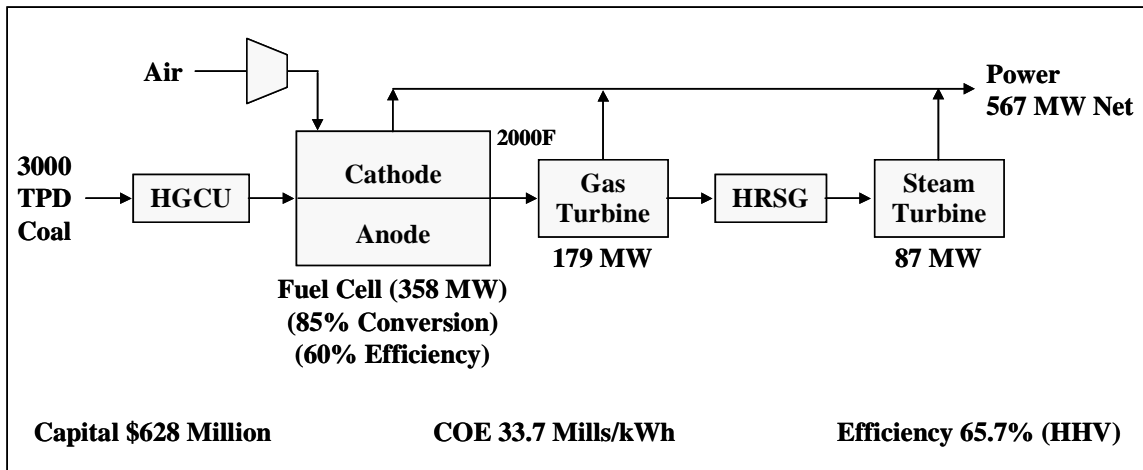 Air
Power
567 MW Net
2000F
3000
TPD
Coal
HGCU
Cathode
Anode
Gas
Turbine
HRSG
Steam
Turbine
179 MW
87 MW
Fuel Cell (358 MW)
(85% Conversion)
(60% Efficiency)
Capital $628 Million
COE 33.7 Mills/kWh
Efficiency 65.7% (HHV)